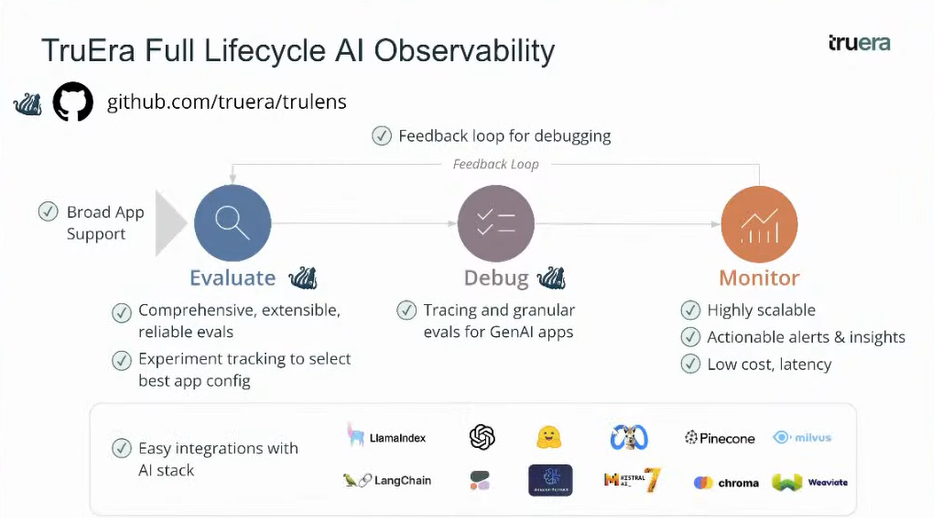 TruEra Full Lifecycle AI Observability
truera
github.com/truera/trulens
Feedback loop for debugging
Feedback Loop
Broad App
Support
Evaluate
Debug
Monitor
Comprehensive, extensible,
reliable evals
Experiment tracking to select
best app config
Tracing and granular
evals for GenAI apps
Highly scalable
Actionable alerts & insights
Low cost, latency
Easy integrations with
AI stack
LlamaIndex
Pinecone
milvus
LangChain
MISTRAL
AI_
7
chroma
Weaviate